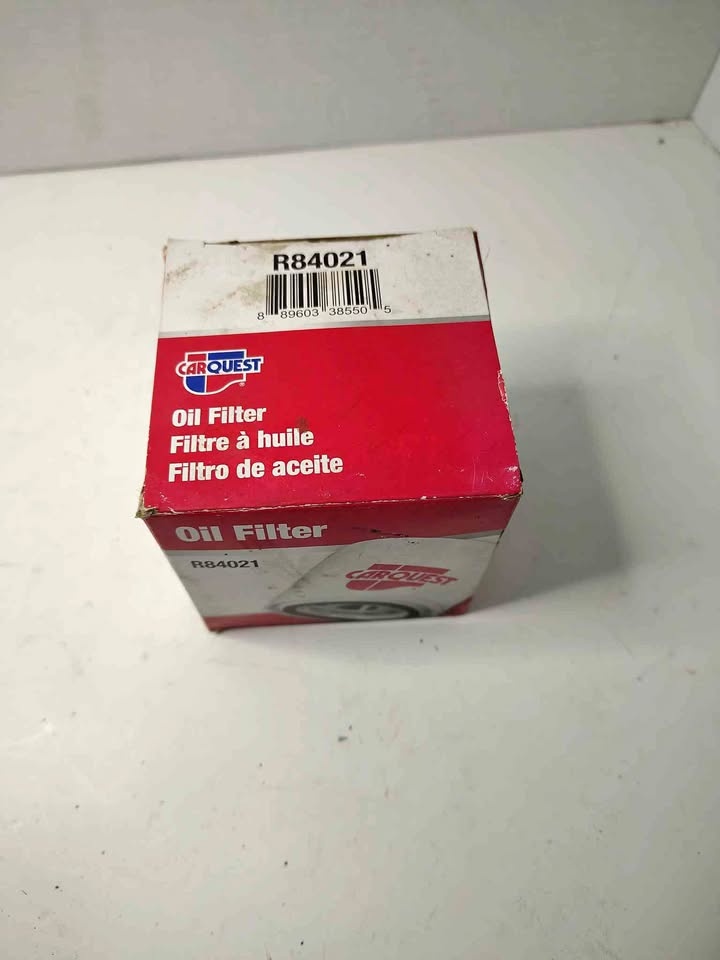 R84021
8 89603 38550 5
CARQUEST
Oil Filter
Filtre à huile
Filtro de aceite
Oil Filter
R84021
CARQUEST